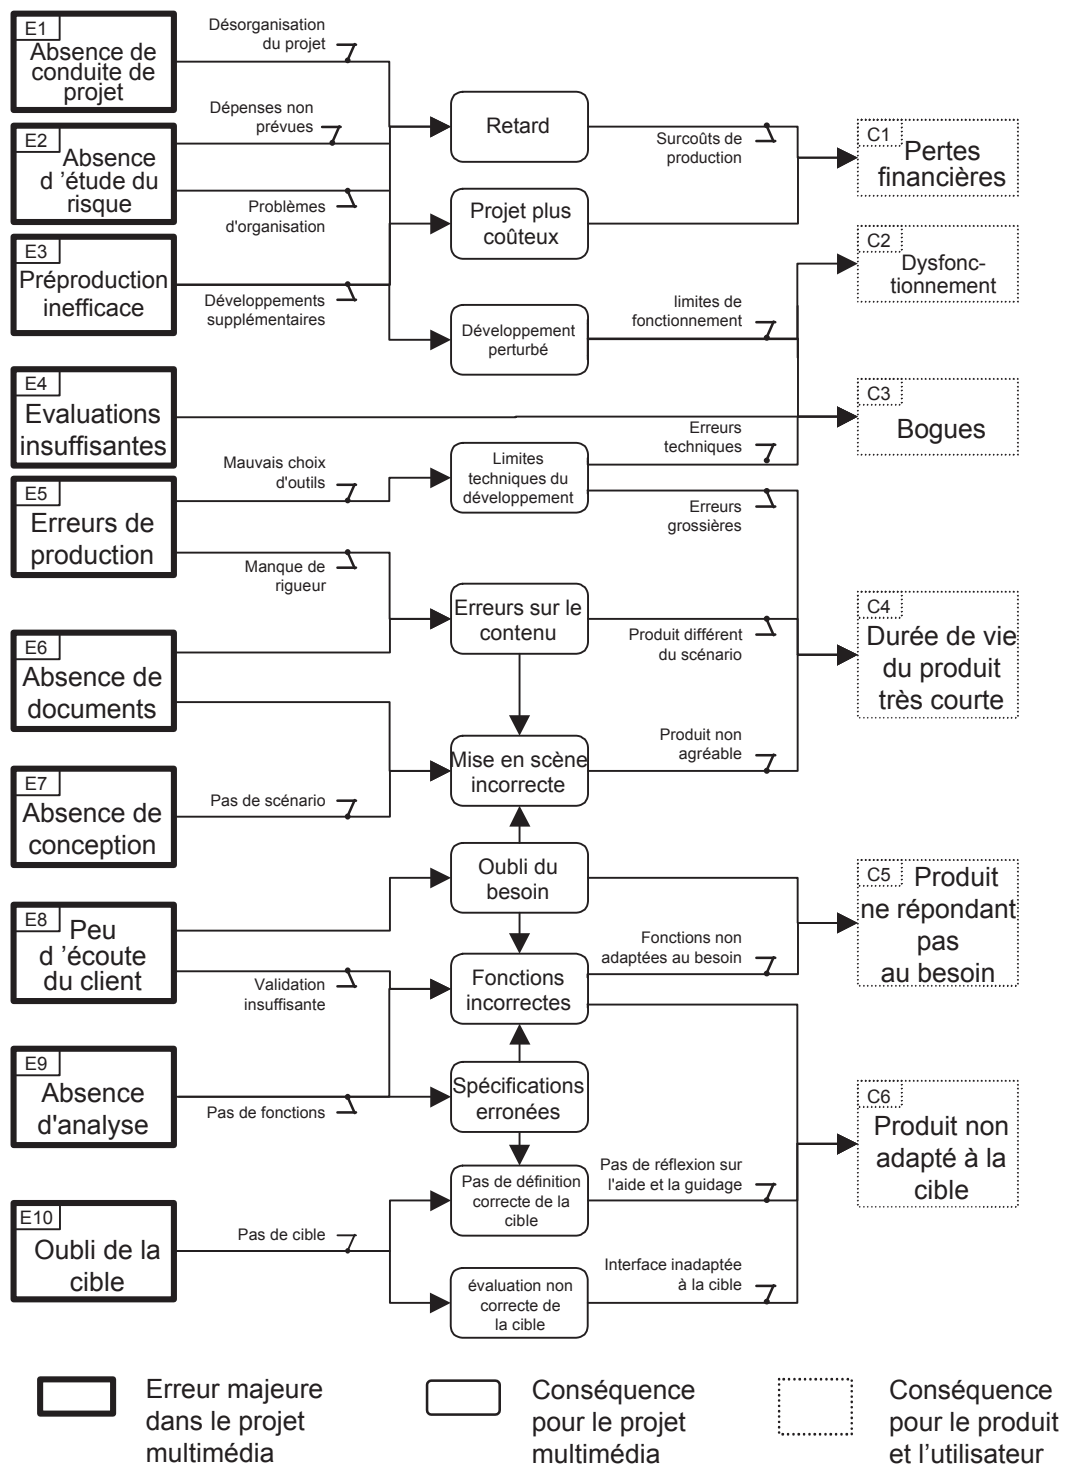 E1
Absence de
conduite de
projet
Désorganisation
du projet
E2
Absence
d ’étude du
risque
Dépenses non
prévues
Problèmes
d'organisation
E3
Préproduction
inefficace
Développements
supplémentaires
E4
Evaluations
insuffisantes
E5
Erreurs de
production
Mauvais choix
d'outils
Manque de
rigueur
E6
Absence de
documents
E7
Absence de
conception
Pas de scénario
E8
Peu
d ’écoute
du client
Validation
insuffisante
E9
Absence
d'analyse
Pas de fonctions
E10
Oubli de la
cible
Pas de cible
Retard
Projet plus
coûteux
Développement
perturbé
Limites
techniques du
développement
Erreurs sur le
contenu
Mise en scène
incorrecte
Oubli du
besoin
Fonctions
incorrectes
Spécifications
erronées
Pas de définition
correcte de la
cible
évaluation non
correcte de
la cible
Surcoûts de
production
limites de
fonctionnement
Erreurs
techniques
Erreurs
grossières
Produit différent
du scénario
Produit non
agréable
Fonctions non
adaptées au besoin
Pas de réflexion sur
l'aide et la guidage
Interface inadaptée
à la cible
C1
Pertes
financières
C2
Dysfonc-
tionnement
C3
Bogues
C4
Durée de vie
du produit
très courte
C5
Produit
ne répondant
pas
au besoin
C6
Produit non
adapté à la
cible
Erreur majeure
dans le projet
multimédia
Conséquence
pour le projet
multimédia
Conséquence
pour le produit
et l’utilisateur